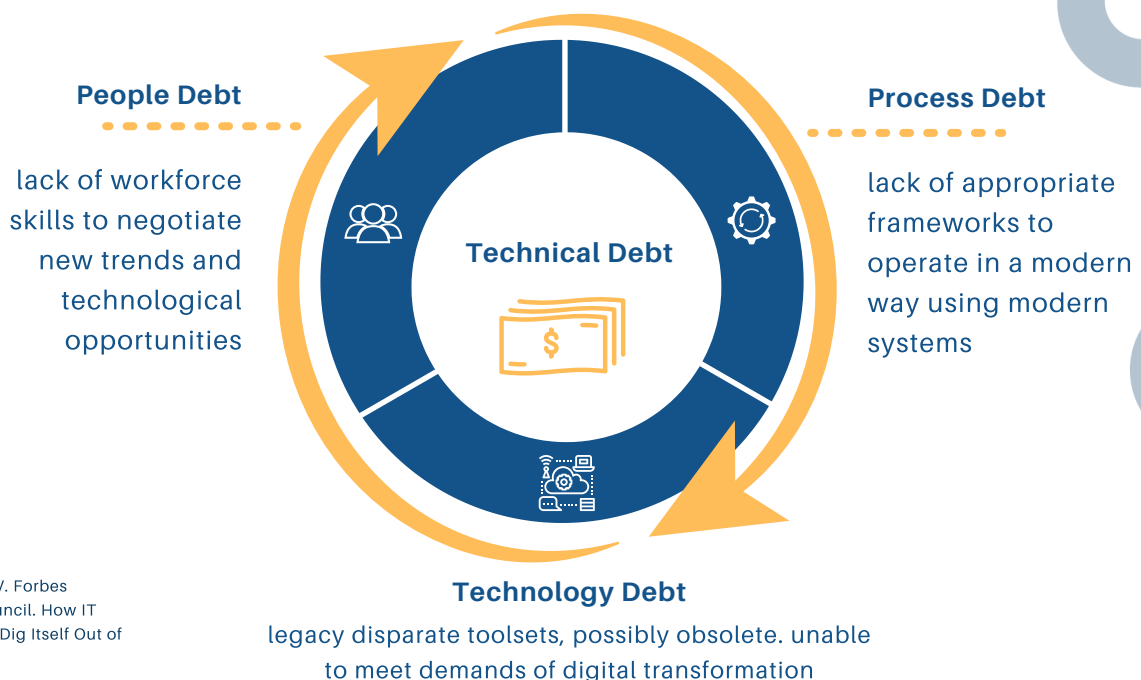 People Debt
lack of workforce
skills to negotiate
new trends and
technological
opportunities
Process Debt
lack of appropriate
frameworks to
operate in a modern
way using modern
systems
Technical Debt
$
Technology Debt
legacy disparate toolsets, possibly obsolete. unable
to meet demands of digital transformation
Forbes
How IT
Dig Itself Out of